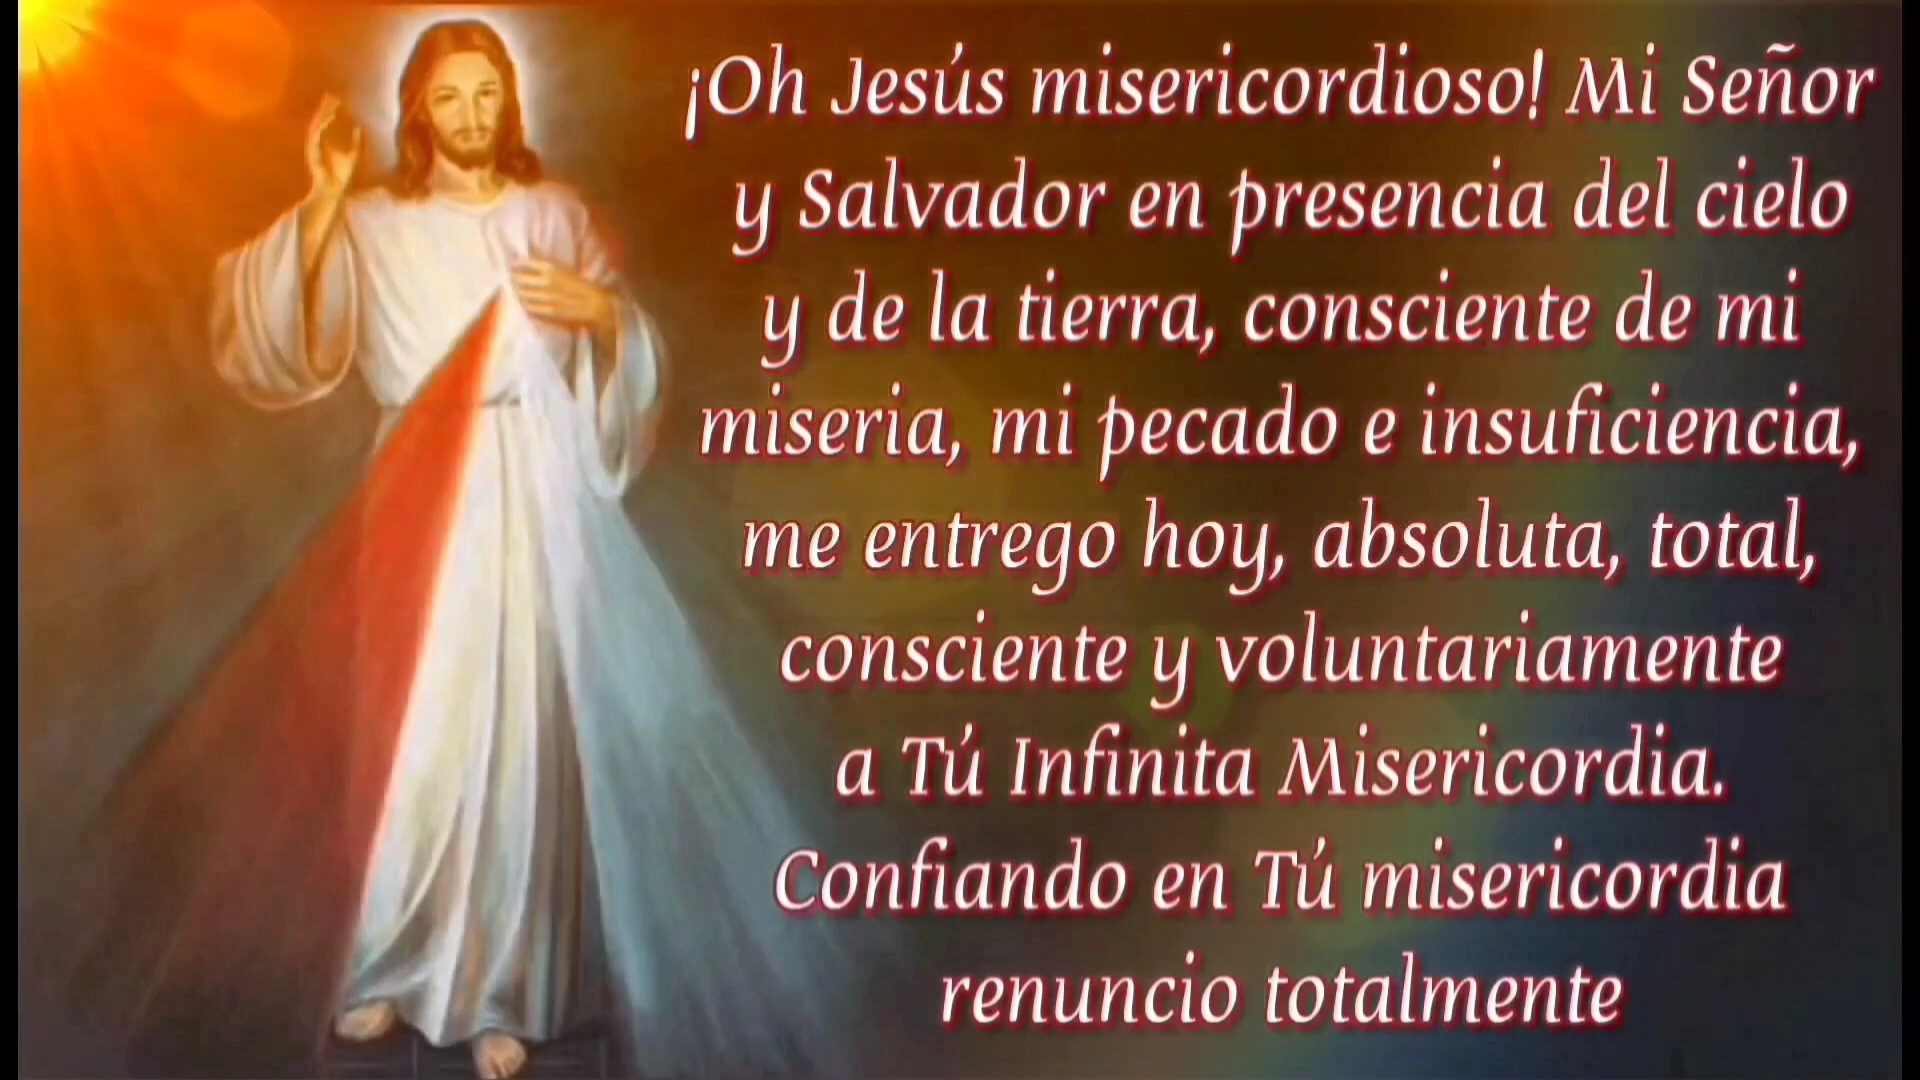 ¡Oh Jesús misericordioso! Mi Señor
y Salvador en presencia del cielo
y de la tierra, consciente de mi
miseria, mi pecado e insuficiencia,
me entrego hoy, absoluta, total,
consciente y voluntariamente
a Tú Infinita Misericordia.
Confiando en Tú misericordia
renuncio totalmente